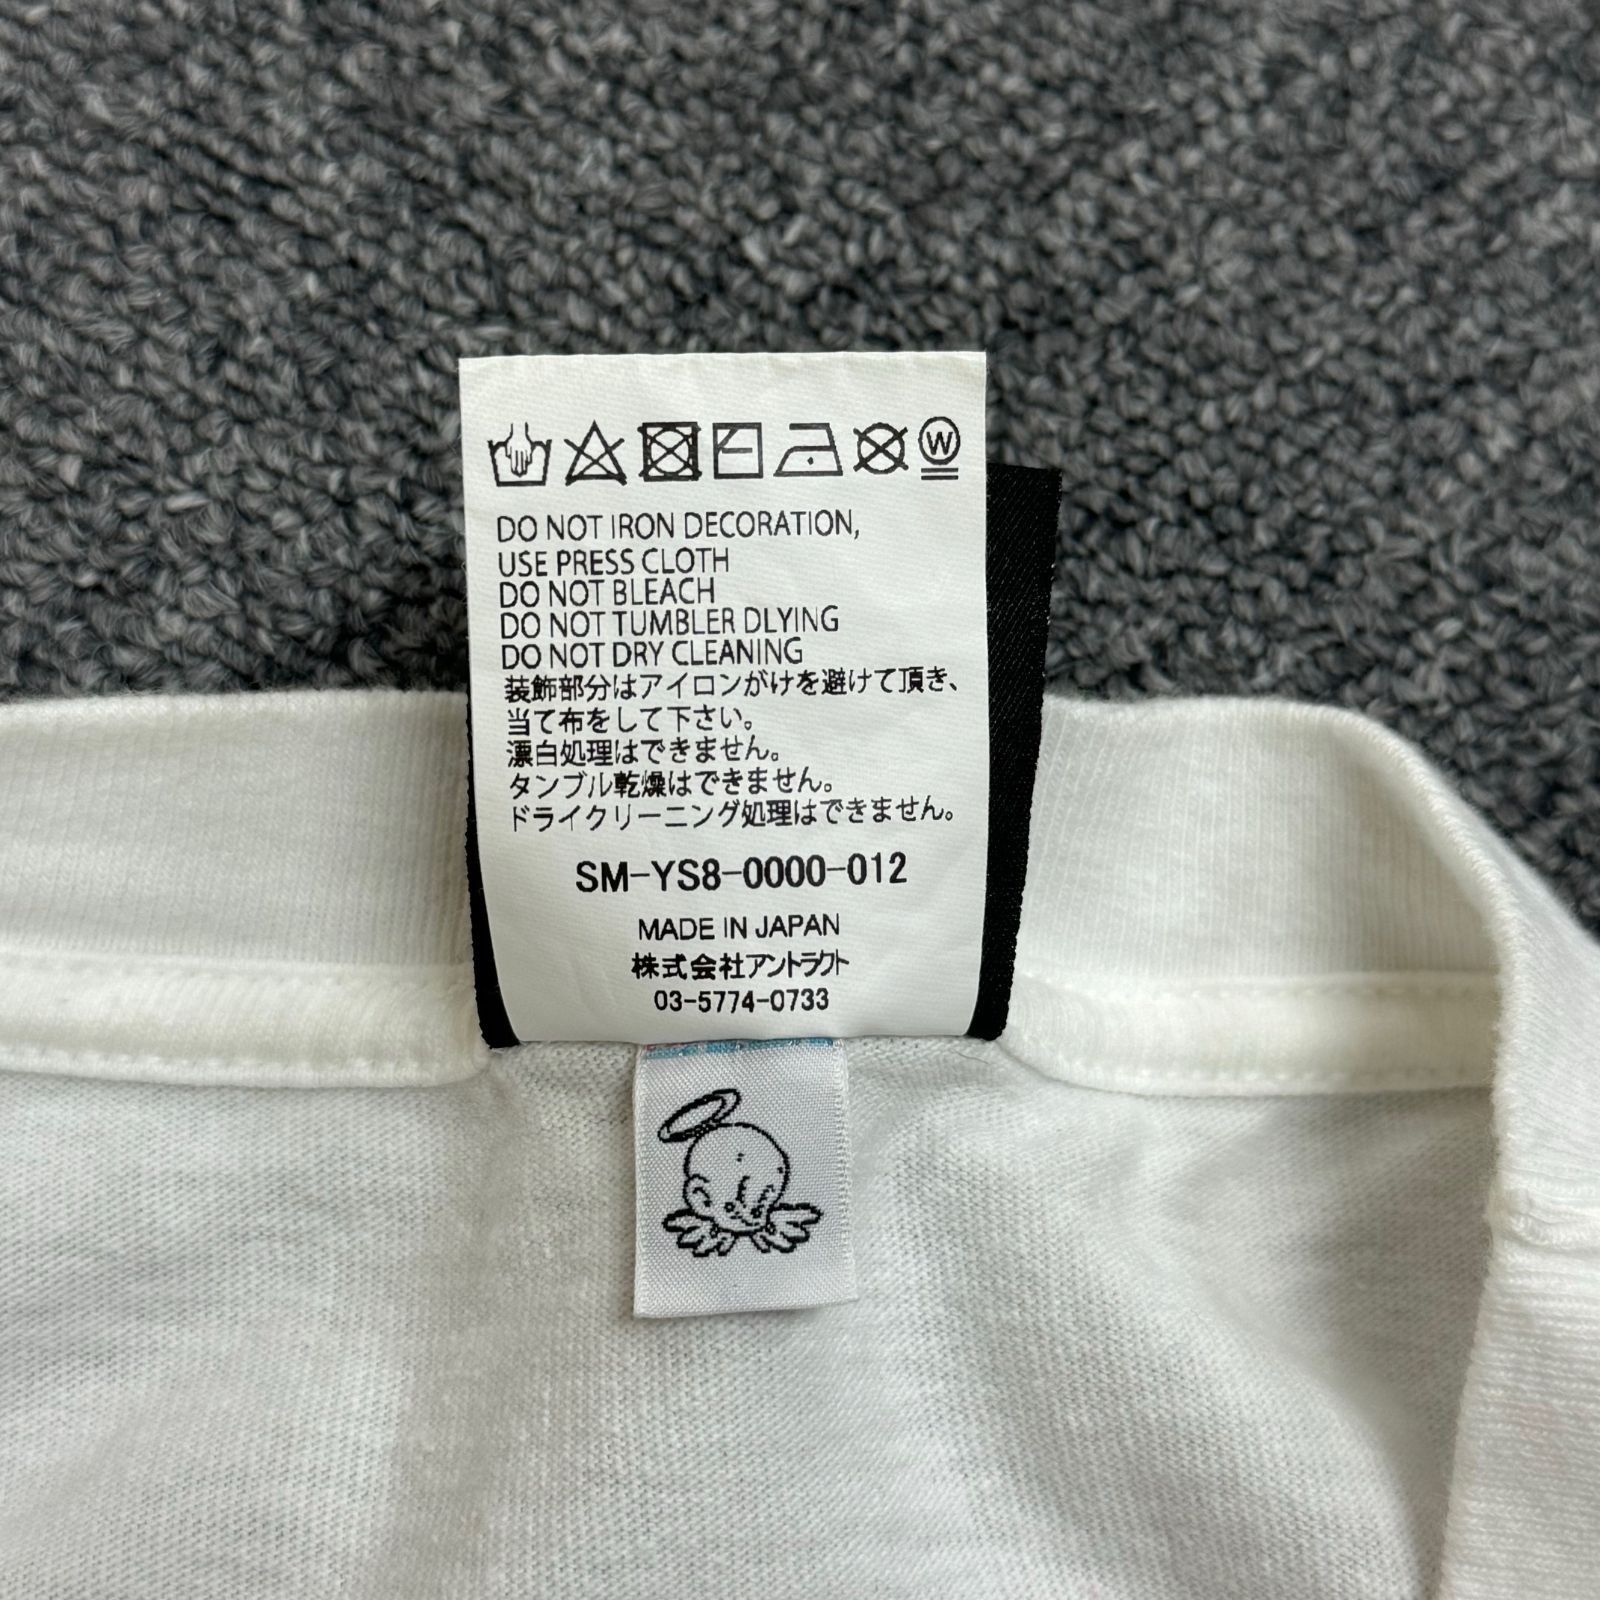 W
DO NOT IRON DECORATION,
USE PRESS CLOTH
DO NOT BLEACH
DO NOT TUMBLER DLYING
DO NOT DRY CLEANING
装飾部分はアイロンがけを避けて頂き、
当て布をして下さい。
漂白処理はできません。
タンブル乾燥はできません。
ドライクリーニング処理はできません。
SM-YS8-0000-012
MADE IN JAPAN
株式会社アントラクト
03-5774-0733